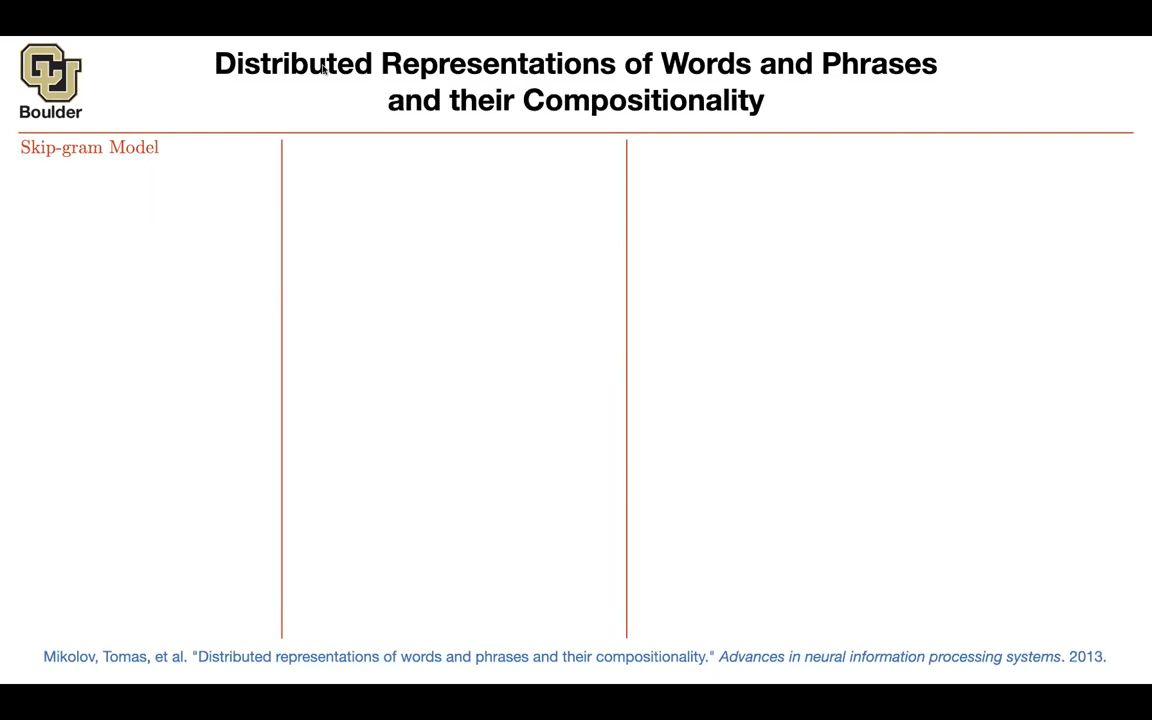 Boulder
Distributed Representations of Words and Phrases
and their Compositionality
Skip-gram Model
Mikolov, Tomas, et al. "Distributed representations of words and phrases and their compositionality." Advances in neural information processing systems. 2013.